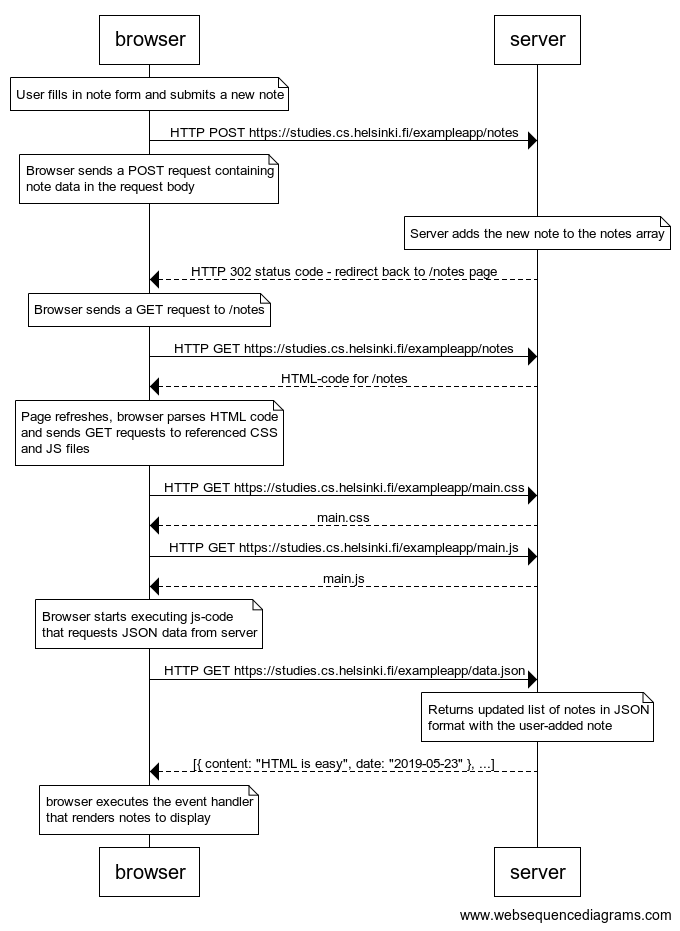 browser
server
User fills in note form and submits a new note
HTTP POST https://studies.cs.helsinki.fi/exampleapp/notes
Browser sends a POST request containing
note data in the request body
Server adds the new note to the notes array
HTTP 302 status code - redirect back to /notes page
Browser sends a GET request to /notes
HTTP GET https://studies.cs.helsinki.fi/exampleapp/notes
HTML-code for /notes
Page refreshes, browser parses HTML code
and sends GET requests to referenced CSS
and JS files
HTTP GET https://studies.cs.helsinki.fi/exampleapp/main.css
main.css
HTTP GET https://studies.cs.helsinki.fi/exampleapp/main.js
main.js
Browser starts executing js-code
that requests JSON data from server
HTTP GET https://studies.cs.helsinki.fi/exampleapp/data.json
Returns updated list of notes in JSON
format with the user-added note
[{ content: "HTML is easy", date: "2019-05-23" }, ...]
browser executes the event handler
that renders notes to display
browser
server
www.websequencediagrams.com